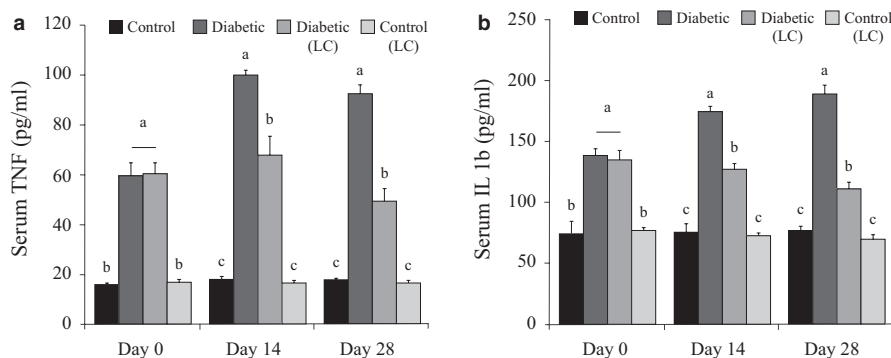 a
Control
Diabetic
Diabetic
(LC)
Control
(LC)
Serum TNF (pg/ml)
120
100
80
60
40
20
0
b
a
b
c
a
b
c
c
a
b
c
Day 0
Day 14
Day 28
b
Control
Diabetic
Diabetic
(LC)
Control
(LC)
Serum IL 1b (pg/ml)
250
200
150
100
50
0
b
a
b
c
a
b
c
c
a
b
c
Day 0
Day 14
Day 28